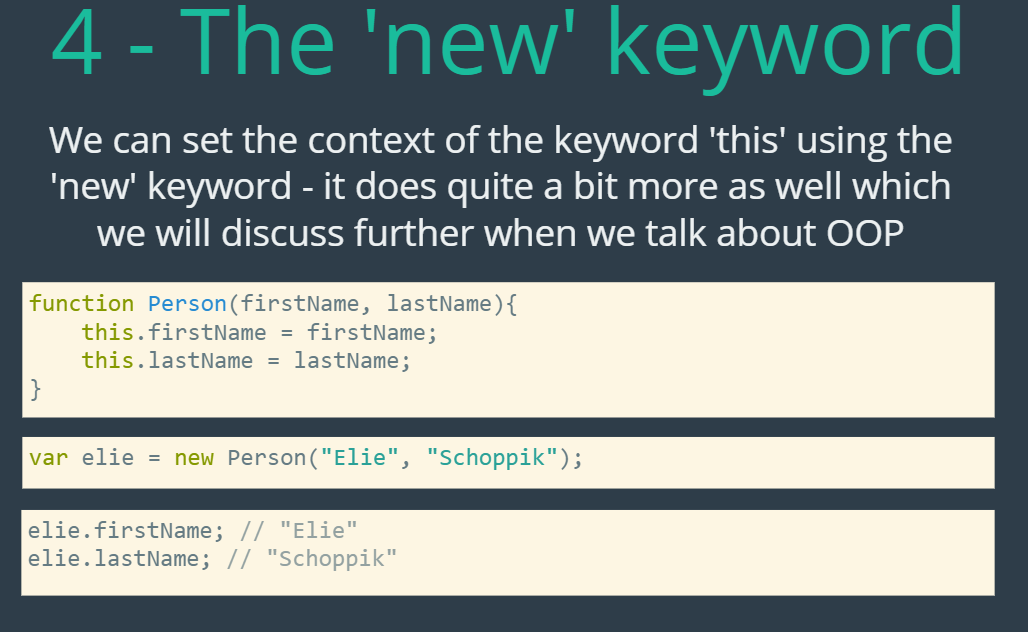 4 - The 'new' keyword
We can set the context of the keyword 'this' using the
'new' keyword - it does quite a bit more as well which
we will discuss further when we talk about OOP
function Person(firstName, lastName){
    this.firstName = firstName;
    this.lastName = lastName;
}
var elie = new Person("Elie", "Schoppik");
elie.firstName; // "Elie"
elie.lastName; // "Schoppik"